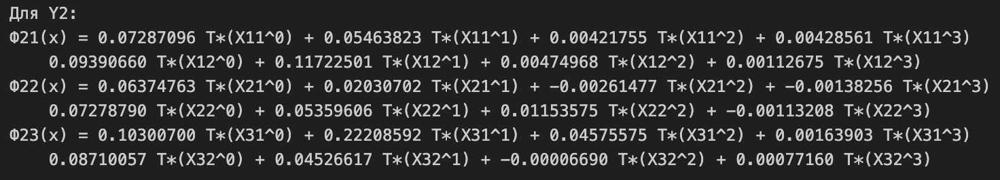 Для Y2:
Ф21(x) = 0.07287096 T*(X11^0) + 0.05463823 T*(X11^1) + 0.00421755 T*(X11^2) + 0.00428561 T*(X11^3)
0.09390660 T*(X12^0) + 0.11722501 T*(X12^1) + 0.00474968 T*(X12^2) + 0.00112675 T*(X12^3)
Ф22(x) = 0.06374763 T*(X21^0) + 0.02030702 T*(X21^1) + -0.00261477 T*(X21^2) + -0.00138256 T*(X21^3)
0.07278790 T*(X22^0) + 0.05359606 T*(X22^1) + 0.01153575 T*(X22^2) + -0.00113208 T*(X22^3)
Ф23(x) = 0.10300700 T*(X31^0) + 0.22208592 T*(X31^1) + 0.04575575 T*(X31^2) + 0.00163903 T*(X31^3)
0.08710057 T*(X32^0) + 0.04526617 T*(X32^1) + -0.00006690 T*(X32^2) + 0.00077160 T*(X32^3)